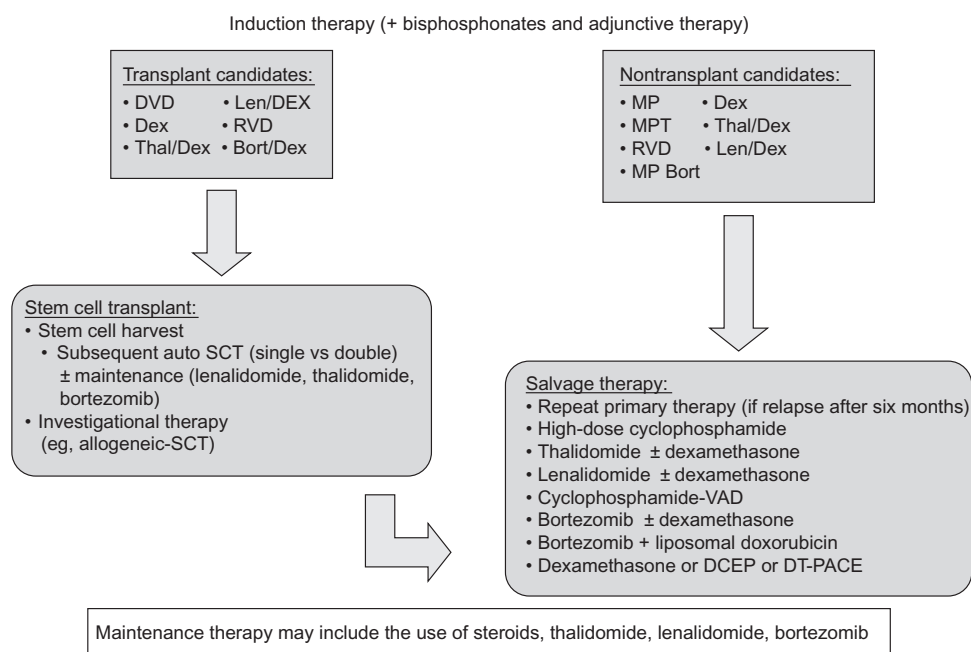 Induction therapy (+ bisphosphonates and adjunctive therapy)
Transplant candidates:
• DVD • Len/DEX
• Dex • RVD
• Thal/Dex • Bort/Dex
Nontransplant candidates:
• MP • Dex
• MPT • Thal/Dex
• RVD • Len/Dex
• MP Bort
Stem cell transplant:
• Stem cell harvest
• Subsequent auto SCT (single vs double)
± maintenance (lenalidomide, thalidomide,
bortezomib)
• Investigational therapy
(eg, allogeneic-SCT)
Salvage therapy:
• Repeat primary therapy (if relapse after six months)
• High-dose cyclophosphamide
• Thalidomide ± dexamethasone
• Lenalidomide ± dexamethasone
• Cyclophosphamide-VAD
• Bortezomib ± dexamethasone
• Bortezomib + liposomal doxorubicin
• Dexamethasone or DCEP or DT-PACE
Maintenance therapy may include the use of steroids, thalidomide, lenalidomide, bortezomib